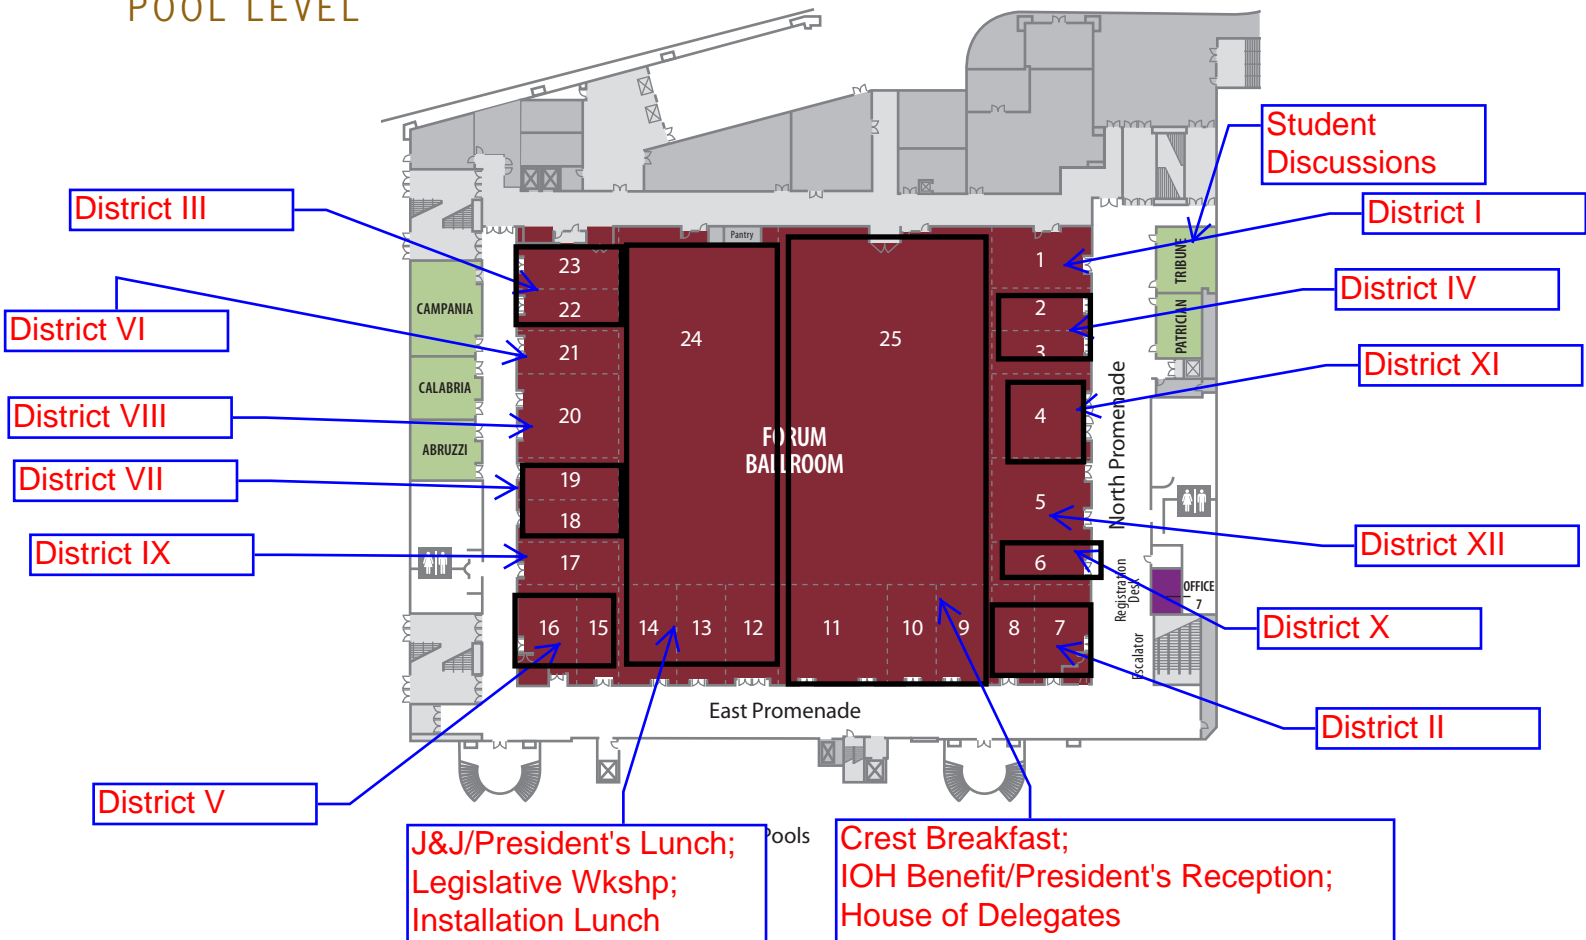 POOL LEVEL
Student
Discussions
District III
District I
Pantry
TRIBUNE
23
1
District IV
CAMPANIA
22
2
District VI
24
25
PATRICIAN
21
3
District XI
CALABRIA
North Promenade
District VIII
20
4
FORUM
BALLROOM
ABRUZZI
District VII
19
5
18
District XII
District IX
17
6
Registration
Desk
OFFICE
7
16
15
14
13
12
11
10
9
8
7
District X
Escalator
East Promenade
District II
District V
Pools
J&J/President's Lunch;
Legislative Wkshp;
Installation Lunch
Crest Breakfast;
IOH Benefit/President's Reception;
House of Delegates